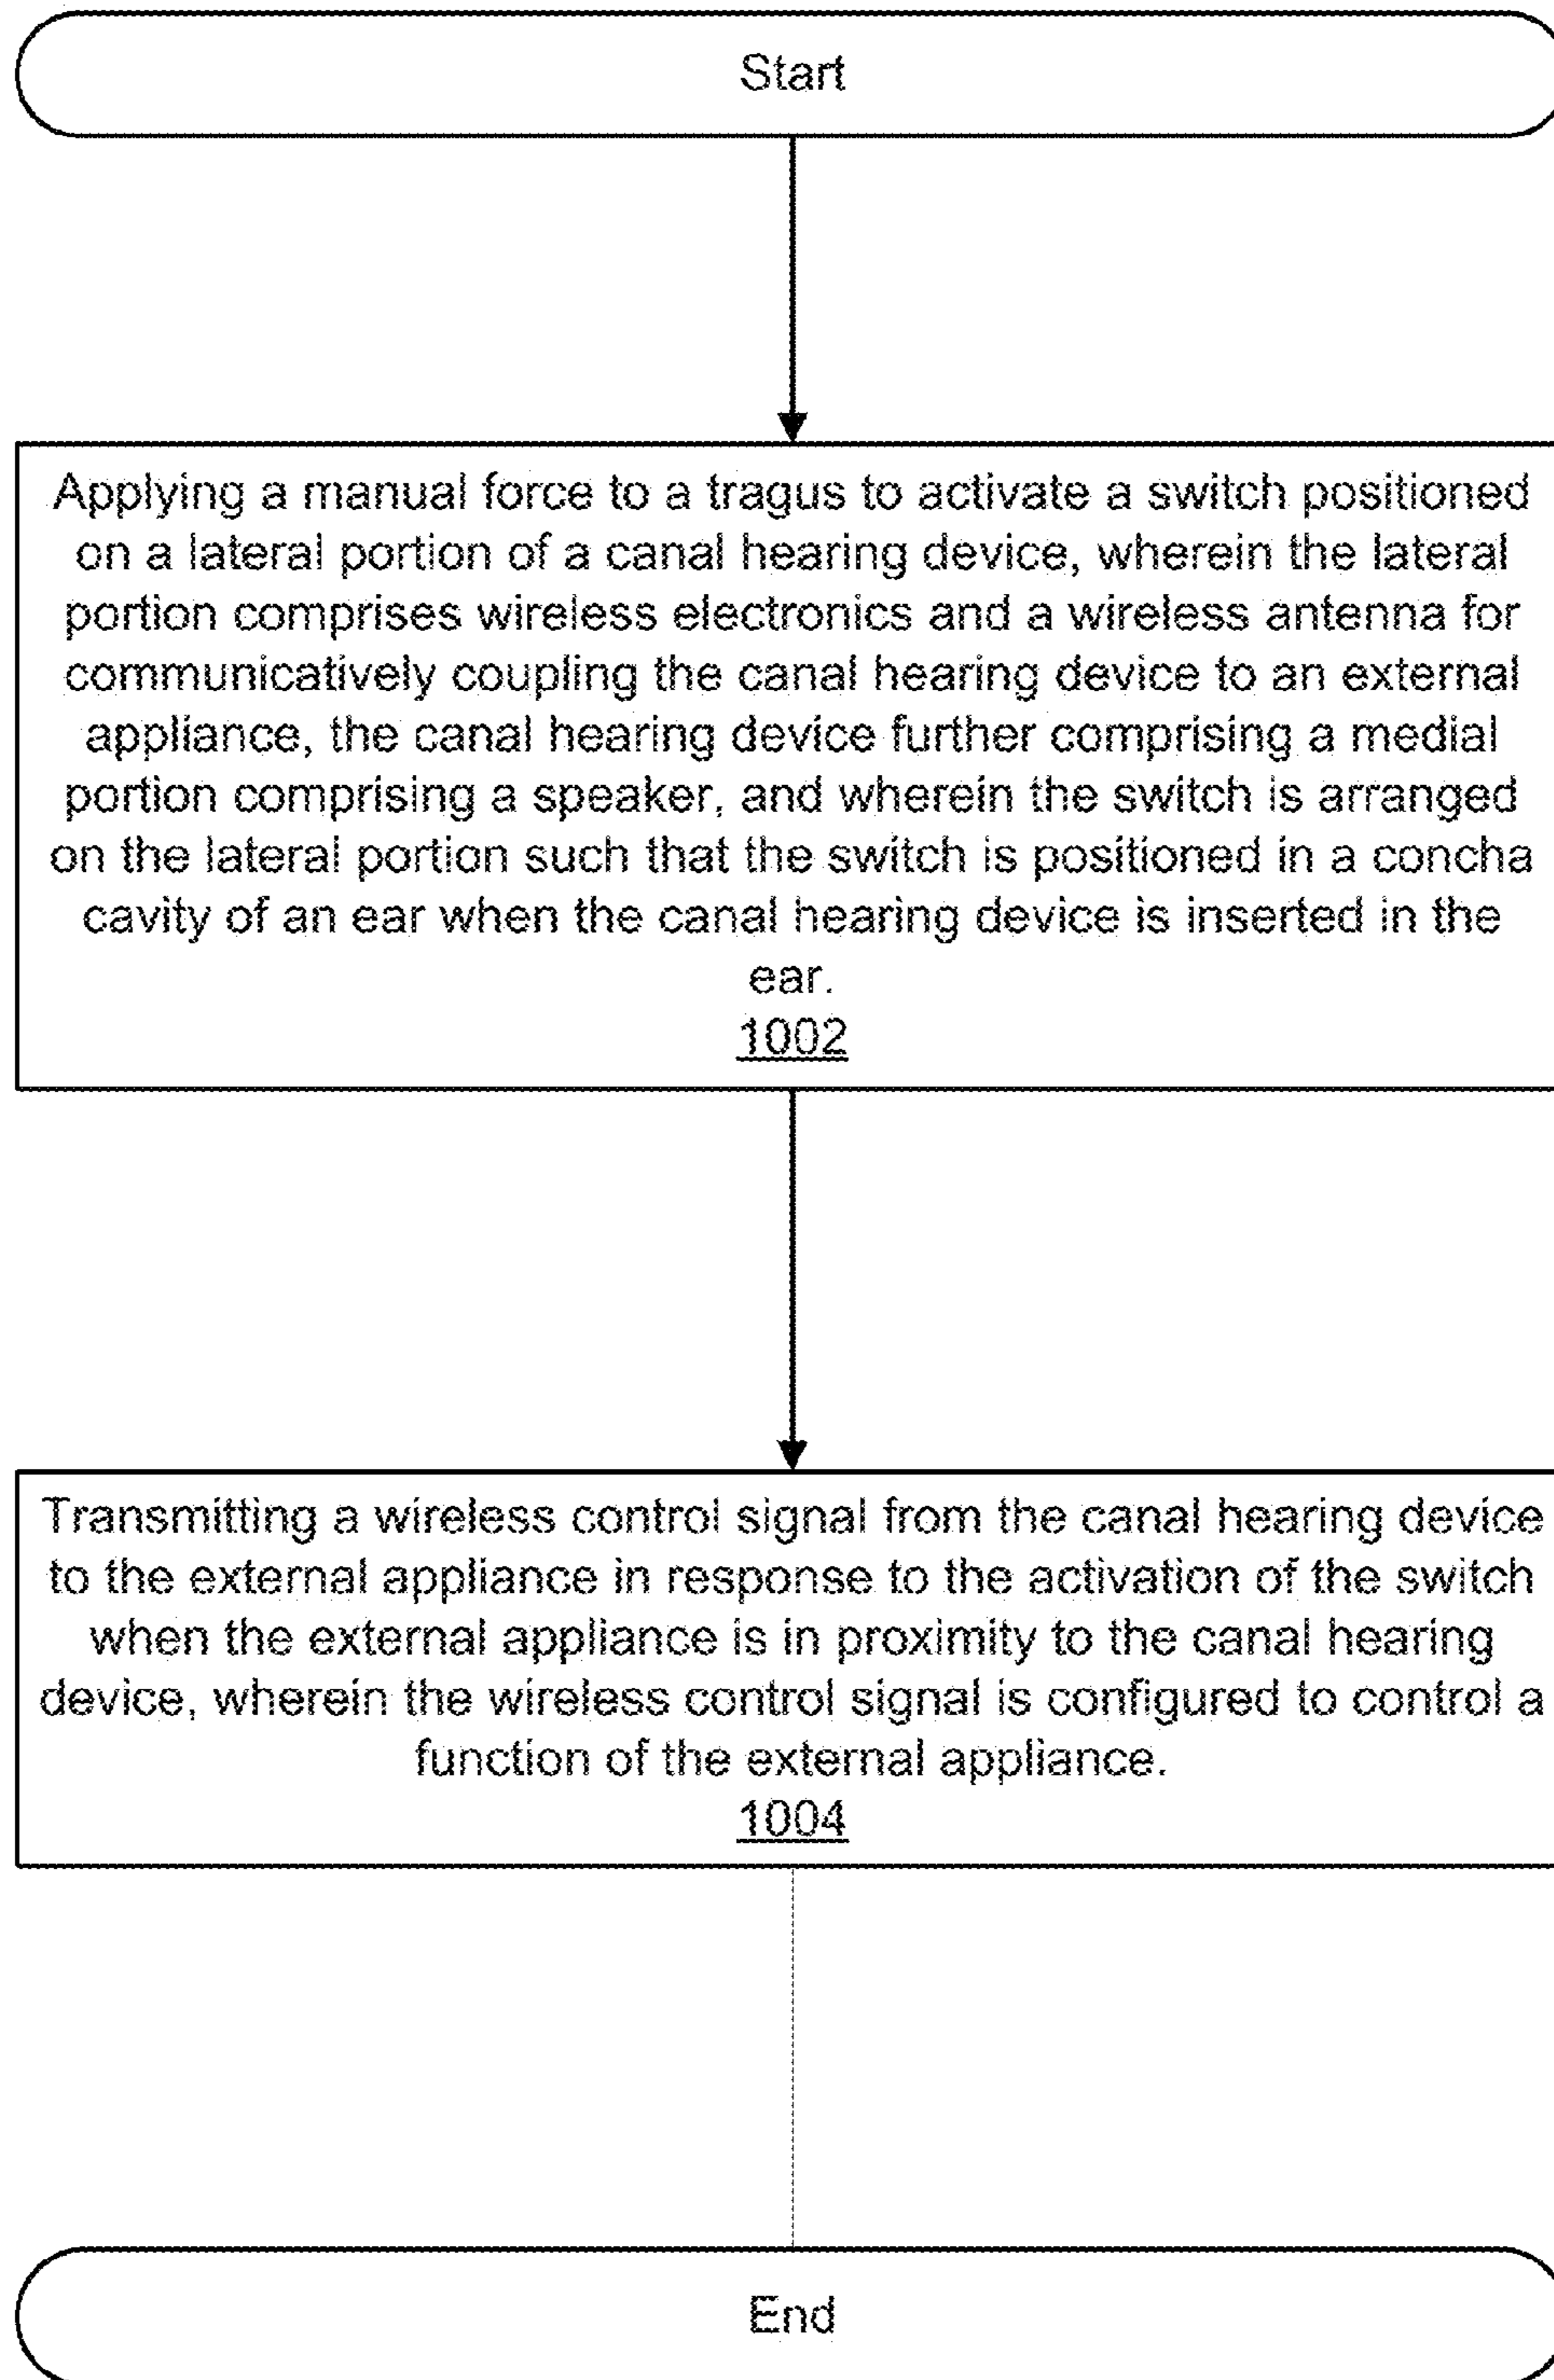 Start
Applying a manual force to a tragus to activate a switch positioned
on a lateral portion of a canal hearing device, wherein the lateral
portion comprises wireless electronics and a wireless antenna for
communicatively coupling the canal hearing device to an external
appliance, the canal hearing device further comprising a medial
portion comprising a speaker, and wherein the switch is arranged
on the lateral portion such that the switch is positioned in a concha
cavity of an ear when the canal hearing device is inserted in the
ear.
1002
Transmitting a wireless control signal from the canal hearing device
to the external appliance in response to the activation of the switch
when the external appliance is in proximity to the canal hearing
device, wherein the wireless control signal is configured to control a
function of the external appliance.
1004
End